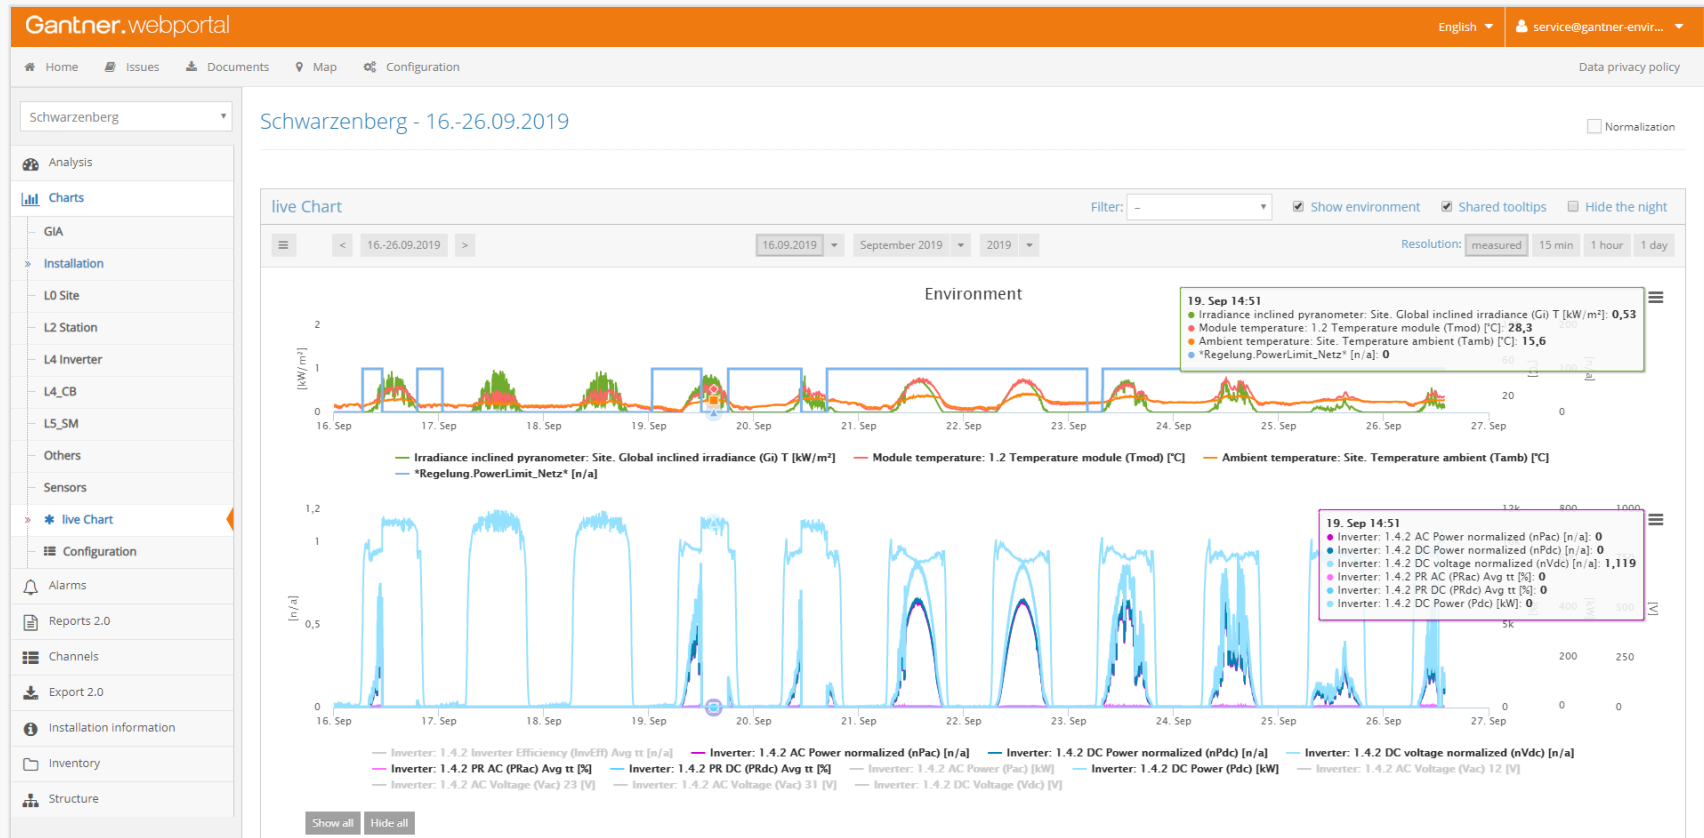 Gantner.webportal
English
service@gantner-envir...
Home
Issues
Documents
Map
Configuration
Data privacy policy
Schwarzenberg
Schwarzenberg - 16.-26.09.2019
Normalization
Analysis
Charts
GIA
Installation
L0 Site
L2 Station
L4 Inverter
L4_CB
L5_SM
Others
Sensors
live Chart
Configuration
Alarms
Reports 2.0
Channels
Export 2.0
Installation information
Inventory
Structure
live Chart
Filter: –
Show environment
Shared tooltips
Hide the night
< 16.-26.09.2019 >
16.09.2019
September 2019
2019
Resolution: measured 15 min 1 hour 1 day
Environment
19. Sep 14:51
Irradiance inclined pyranometer: Site. Global inclined irradiance (Gi) T [kW/m²]: 0,53
Module temperature: 1.2 Temperature module (Tmod) [°C]: 28,3
Ambient temperature: Site. Temperature ambient (Tamb) [°C]: 15,6
*Regelung.PowerLimit_Netz* [n/a]: 0
[kW/m²]
2
1
0
200
60 100
20
0
[°C]
[n/a]
16. Sep 17. Sep 18. Sep 19. Sep 20. Sep 21. Sep 22. Sep 23. Sep 24. Sep 25. Sep 26. Sep 27. Sep
Irradiance inclined pyranometer: Site. Global inclined irradiance (Gi) T [kW/m²] Module temperature: 1.2 Temperature module (Tmod) [°C] Ambient temperature: Site. Temperature ambient (Tamb) [°C]
*Regelung.PowerLimit_Netz* [n/a]
19. Sep 14:51
Inverter: 1.4.2 AC Power normalized (nPac) [n/a]: 0
Inverter: 1.4.2 DC Power normalized (nPdc) [n/a]: 0
Inverter: 1.4.2 DC voltage normalized (nVdc) [n/a]: 1,119
Inverter: 1.4.2 PR AC (PRac) Avg tt [%]: 0
Inverter: 1.4.2 PR DC (PRdc) Avg tt [%]: 0
Inverter: 1.4.2 DC Power (Pdc) [kW]: 0
[n/a]
1,2
1
0,5
0
12k 800 1000
400 500
5k
200 250
0 0 0
[V]
16. Sep 17. Sep 18. Sep 19. Sep 20. Sep 21. Sep 22. Sep 23. Sep 24. Sep 25. Sep 26. Sep 27. Sep
Inverter: 1.4.2 Inverter Efficiency (InvEff) Avg tt [n/a] Inverter: 1.4.2 AC Power normalized (nPac) [n/a] Inverter: 1.4.2 DC Power normalized (nPdc) [n/a] Inverter: 1.4.2 DC voltage normalized (nVdc) [n/a]
Inverter: 1.4.2 PR AC (PRac) Avg tt [%] Inverter: 1.4.2 PR DC (PRdc) Avg tt [%] Inverter: 1.4.2 AC Power (Pac) [kW] Inverter: 1.4.2 DC Power (Pdc) [kW] Inverter: 1.4.2 AC Voltage (Vac) 12 [V]
Inverter: 1.4.2 AC Voltage (Vac) 23 [V] Inverter: 1.4.2 AC Voltage (Vac) 31 [V] Inverter: 1.4.2 DC Voltage (Vdc) [V]
Show all
Hide all